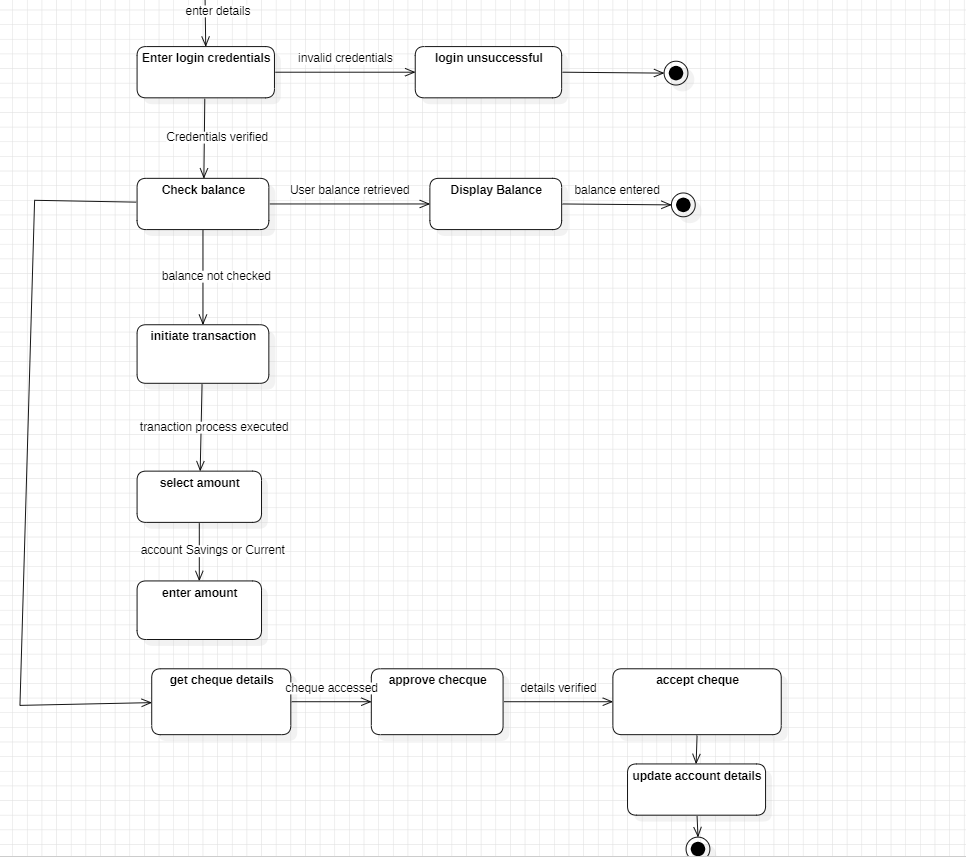 enter details
Enter login credentials
invalid credentials
login unsuccessful
Credentials verified
Check balance
User balance retrieved
Display Balance
balance entered
balance not checked
initiate transaction
tranaction process executed
select amount
account Savings or Current
enter amount
get cheque details
cheque accessed
approve checque
details verified
accept cheque
update account details